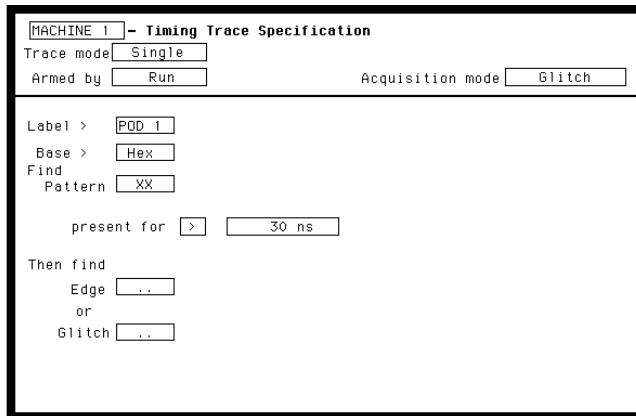 MACHINE 1 - Timing Trace Specification
Trace mode Single
Armed by Run Acquisition mode Glitch
Label > POD 1
Base > Hex
Find
Pattern XX
present for > 30 ns
Then find
Edge ..
or
Glitch ..